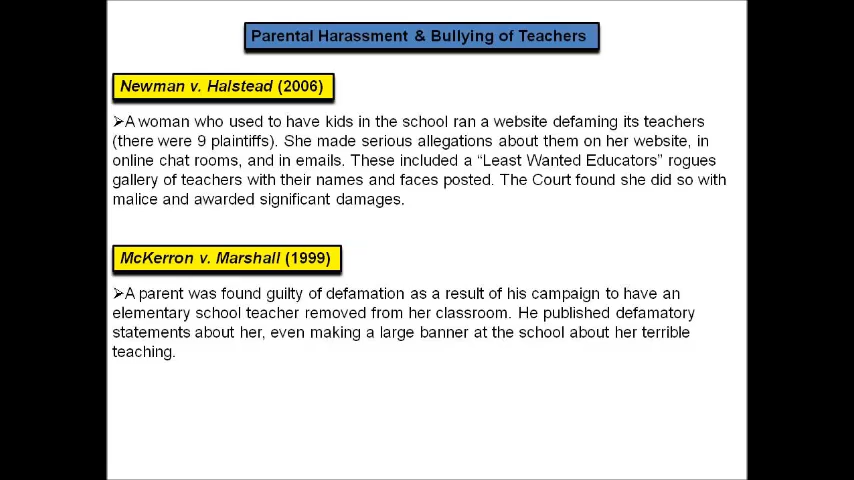 Parental Harassment & Bullying of Teachers
Newman v. Halstead (2006)
➢A woman who used to have kids in the school ran a website defaming its teachers
(there were 9 plaintiffs). She made serious allegations about them on her website, in
online chat rooms, and in emails. These included a “Least Wanted Educators” rogues
gallery of teachers with their names and faces posted. The Court found she did so with
malice and awarded significant damages.
McKerron v. Marshall (1999)
➢A parent was found guilty of defamation as a result of his campaign to have an
elementary school teacher removed from her classroom. He published defamatory
statements about her, even making a large banner at the school about her terrible
teaching.